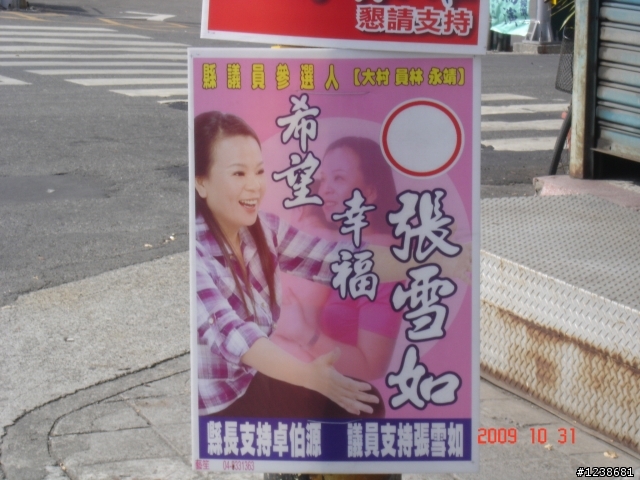 懇請支持
縣議員參選人【大村 員林 永靖】
希望
幸福
張雪如
縣長支持卓伯源 議員支持張雪如
2009 10 31
#1238681